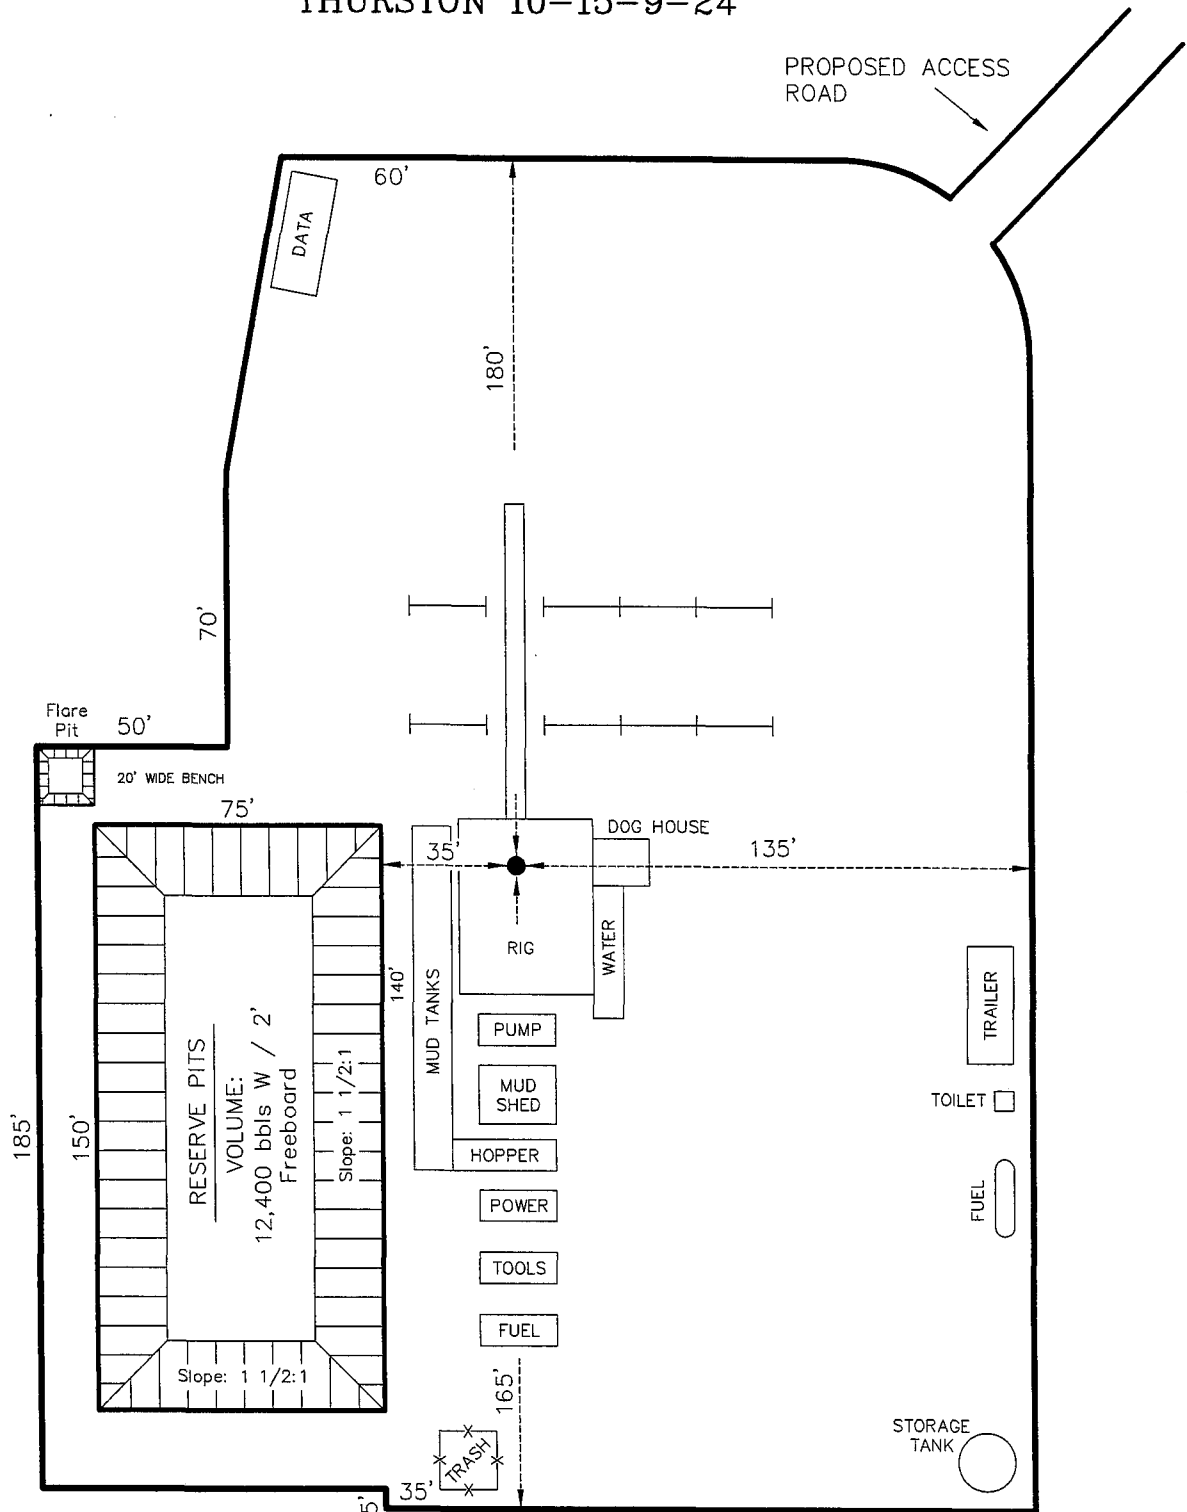 THURSTON 10-15-9-24
PROPOSED ACCESS
ROAD
60'
DATA
180'
70'
Flare
Pit
50'
20' WIDE BENCH
75'
DOG HOUSE
35'
135'
RIG
WATER
140'
MUD TANKS
PUMP
MUD
SHED
HOPPER
POWER
TOOLS
FUEL
TRAILER
TOILET
FUEL
185'
150'
RESERVE PITS
VOLUME:
12,400 bbls W / 2'
Freeboard
Slope: 1 1/2:1
Slope: 1 1/2:1
165'
TRASH
STORAGE
TANK
35'
5'